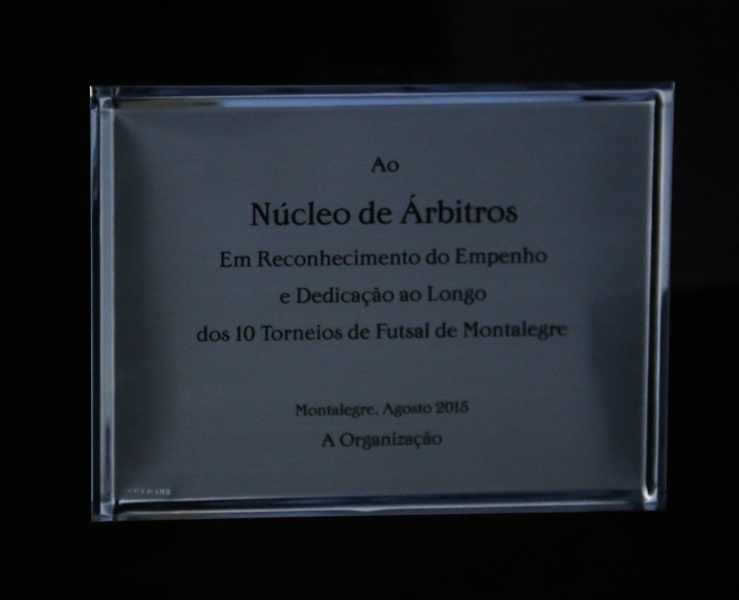 Ao
Núcleo de Árbitros
Em Reconhecimento do Empenho
e Dedicação ao Longo
dos 10 Torneios de Futsal de Montalegre
Montalegre, Agosto 2015
A Organização